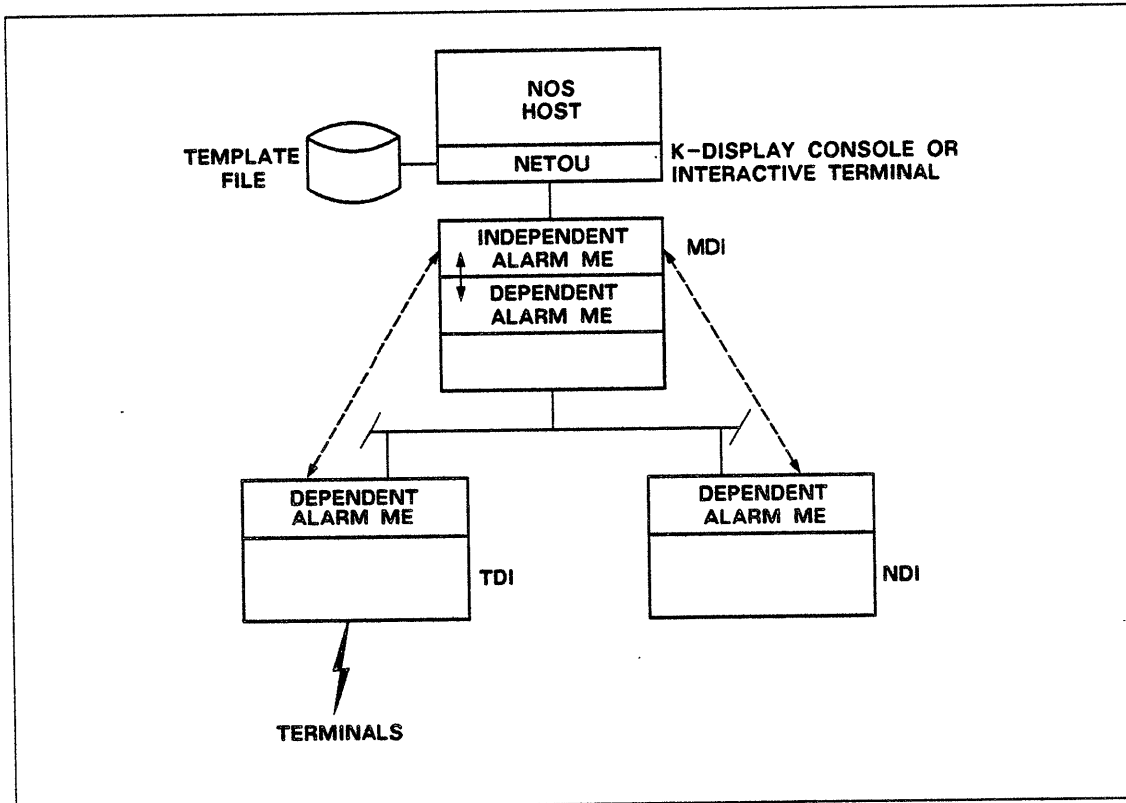 NOS
HOST
TEMPLATE
FILE
NETOU
K-DISPLAY CONSOLE OR
INTERACTIVE TERMINAL
INDEPENDENT
ALARM ME
MDI
DEPENDENT
ALARM ME
DEPENDENT
ALARM ME
TDI
DEPENDENT
ALARM ME
NDI
TERMINALS